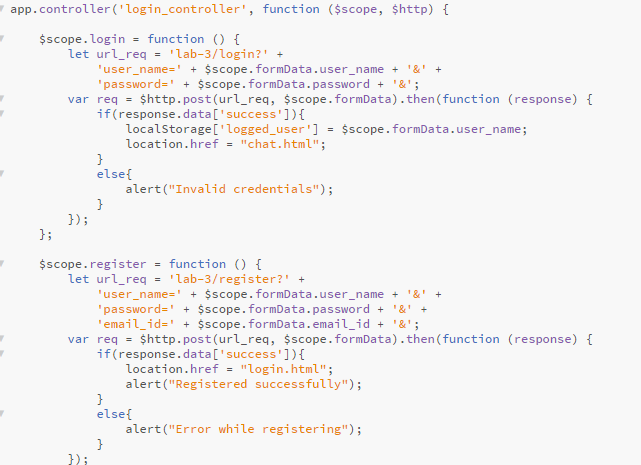 app.controller('login_controller', function ($scope, $http) {
$scope.login = function () {
let url_req = 'lab-3/login?' +
'user_name=' + $scope.formData.user_name + '&' +
'password=' + $scope.formData.password + '&';
var req = $http.post(url_req, $scope.formData).then(function (response) {
if(response.data['success']){
localStorage['logged_user'] = $scope.formData.user_name;
location.href = "chat.html";
}
else{
alert("Invalid credentials");
}
});
};
$scope.register = function () {
let url_req = 'lab-3/register?' +
'user_name=' + $scope.formData.user_name + '&' +
'password=' + $scope.formData.password + '&' +
'email_id=' + $scope.formData.email_id + '&';
var req = $http.post(url_req, $scope.formData).then(function (response) {
if(response.data['success']){
location.href = "login.html";
alert("Registered successfully");
}
else{
alert("Error while registering");
}
});